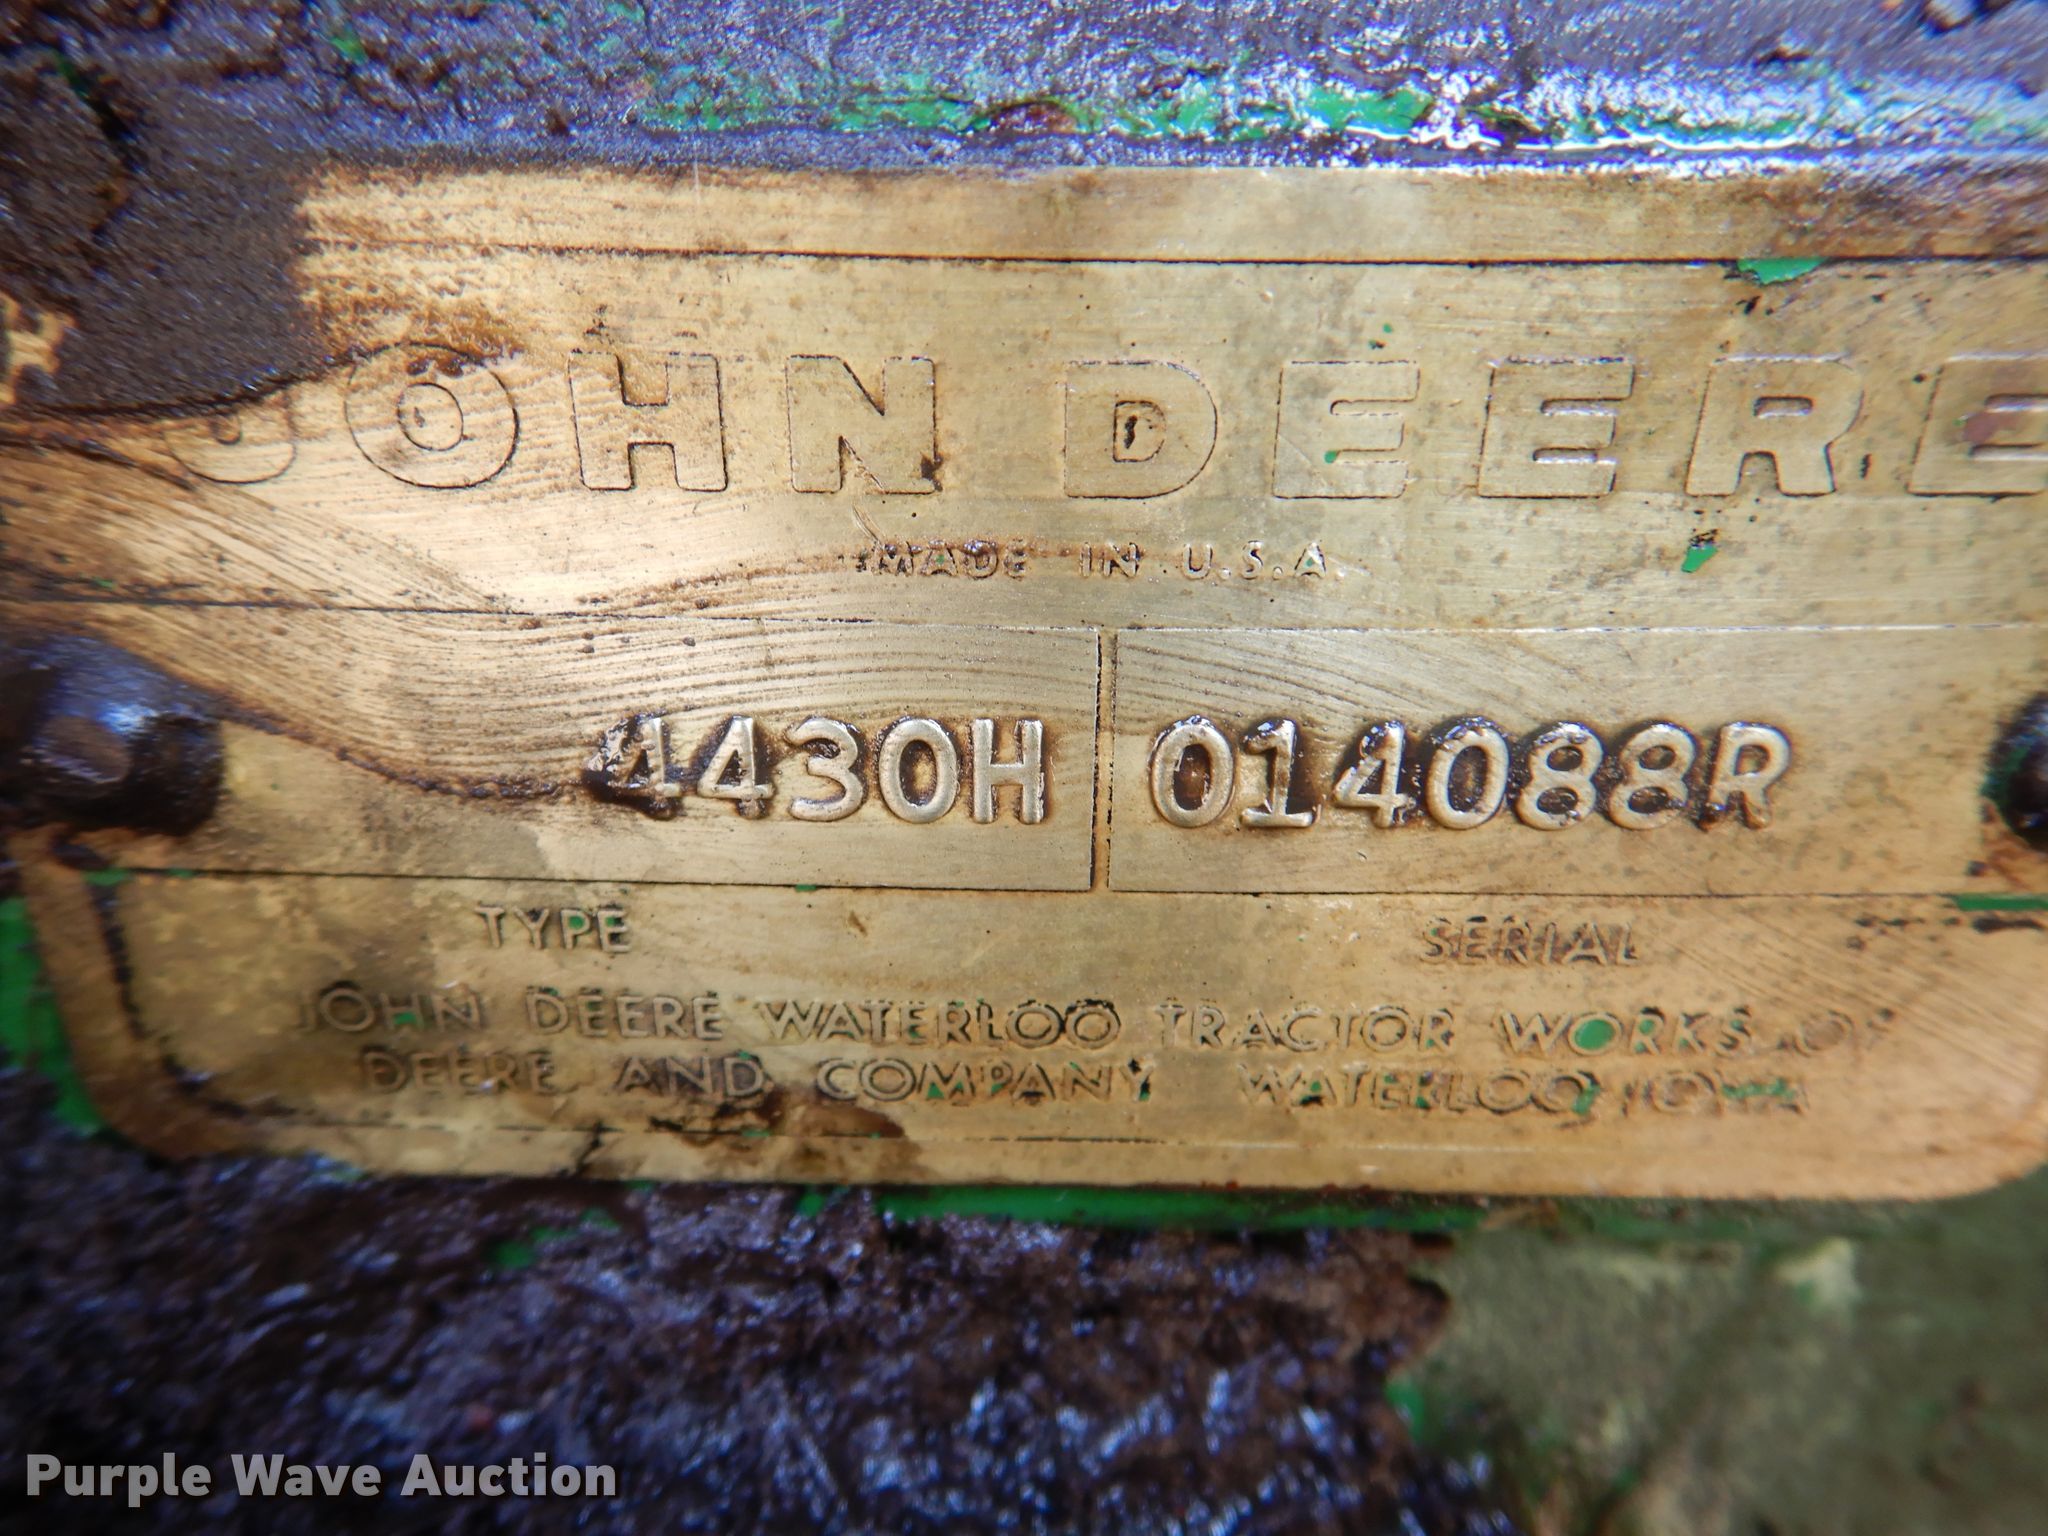 JOHN DEERE
MADE IN U.S.A.
4430H 014088R
TYPE SERIAL
JOHN DEERE WATERLOO TRACTOR WORKS
DEERE AND COMPANY WATERLOO IOWA
Purple Wave Auction